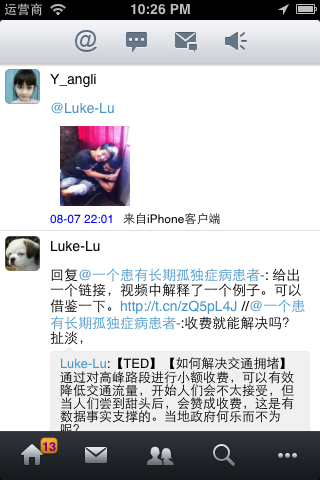 运营商
10:26 PM
Y_angli
@Luke-Lu
08-07 22:01 来自iPhone客户端
Luke-Lu
回复@一个患有长期孤独症病患者-: 给出
一个链接，视频中解释了一个例子。可以
借鉴一下。http://t.cn/zQ5pL4J //@一个患
有长期孤独症病患者-:收费就能解决吗?
扯淡，
Luke-Lu:【TED】【如何解决交通拥堵】
通过对高峰路段进行小额收费，可以有效
降低交通流量，开始人们会不太接受，但
当人们尝到甜头后，会赞成收费，这是有
数据事实支撑的。当地政府何乐而不为
呢?
13